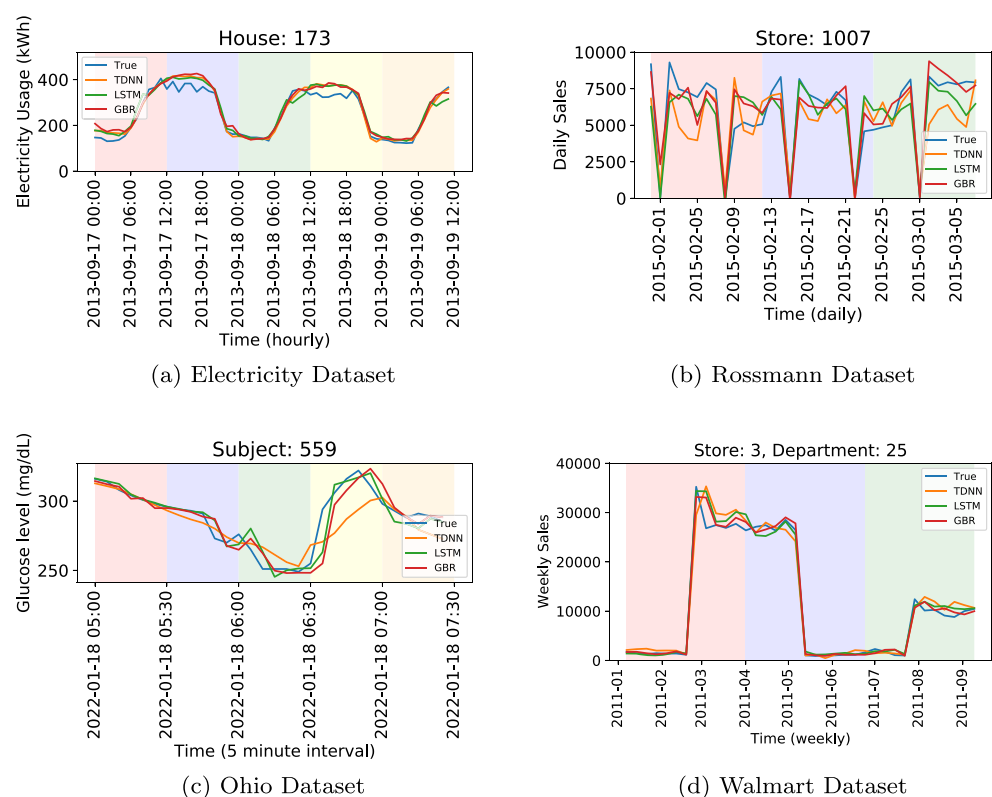 House: 173
Electricity Usage (kWh)
400
200
0
True
TDNN
LSTM
GBR
2013-09-17 00:00
2013-09-17 06:00
2013-09-17 12:00
2013-09-17 18:00
2013-09-18 00:00
2013-09-18 06:00
2013-09-18 12:00
2013-09-18 18:00
2013-09-19 00:00
2013-09-19 06:00
2013-09-19 12:00
Time (hourly)
(a) Electricity Dataset
Store: 1007
Daily Sales
10000
7500
5000
2500
0
True
TDNN
LSTM
GBR
2015-02-01
2015-02-05
2015-02-09
2015-02-13
2015-02-17
2015-02-21
2015-02-25
2015-03-01
2015-03-05
Time (daily)
(b) Rossmann Dataset
Subject: 559
Glucose level (mg/dL)
300
250
True
TDNN
LSTM
GBR
2022-01-18 05:00
2022-01-18 05:30
2022-01-18 06:00
2022-01-18 06:30
2022-01-18 07:00
2022-01-18 07:30
Time (5 minute interval)
(c) Ohio Dataset
Store: 3, Department: 25
Weekly Sales
40000
30000
20000
10000
0
True
TDNN
LSTM
GBR
2011-01
2011-02
2011-03
2011-04
2011-05
2011-06
2011-07
2011-08
2011-09
Time (weekly)
(d) Walmart Dataset